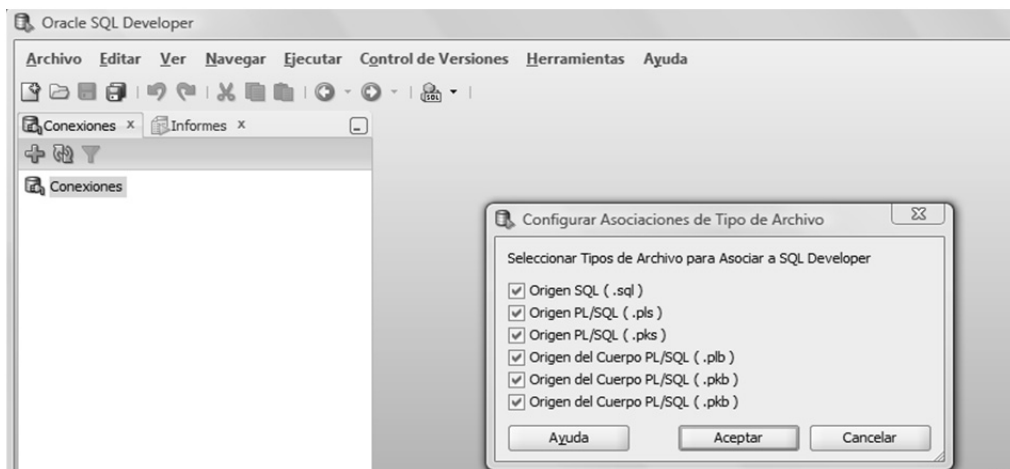 Oracle SQL Developer
Archivo Editar Ver Navegar Ejecutar Control de Versiones Herramientas Ayuda
SQL
Conexiones x Informes x
Conexiones
Configurar Asociaciones de Tipo de Archivo
Seleccionar Tipos de Archivo para Asociar a SQL Developer
Origen SQL ( .sql )
Origen PL/SQL ( .pls )
Origen PL/SQL ( .pks )
Origen del Cuerpo PL/SQL ( .plb )
Origen del Cuerpo PL/SQL ( .pkb )
Origen del Cuerpo PL/SQL ( .pkb )
Ayuda Aceptar Cancelar